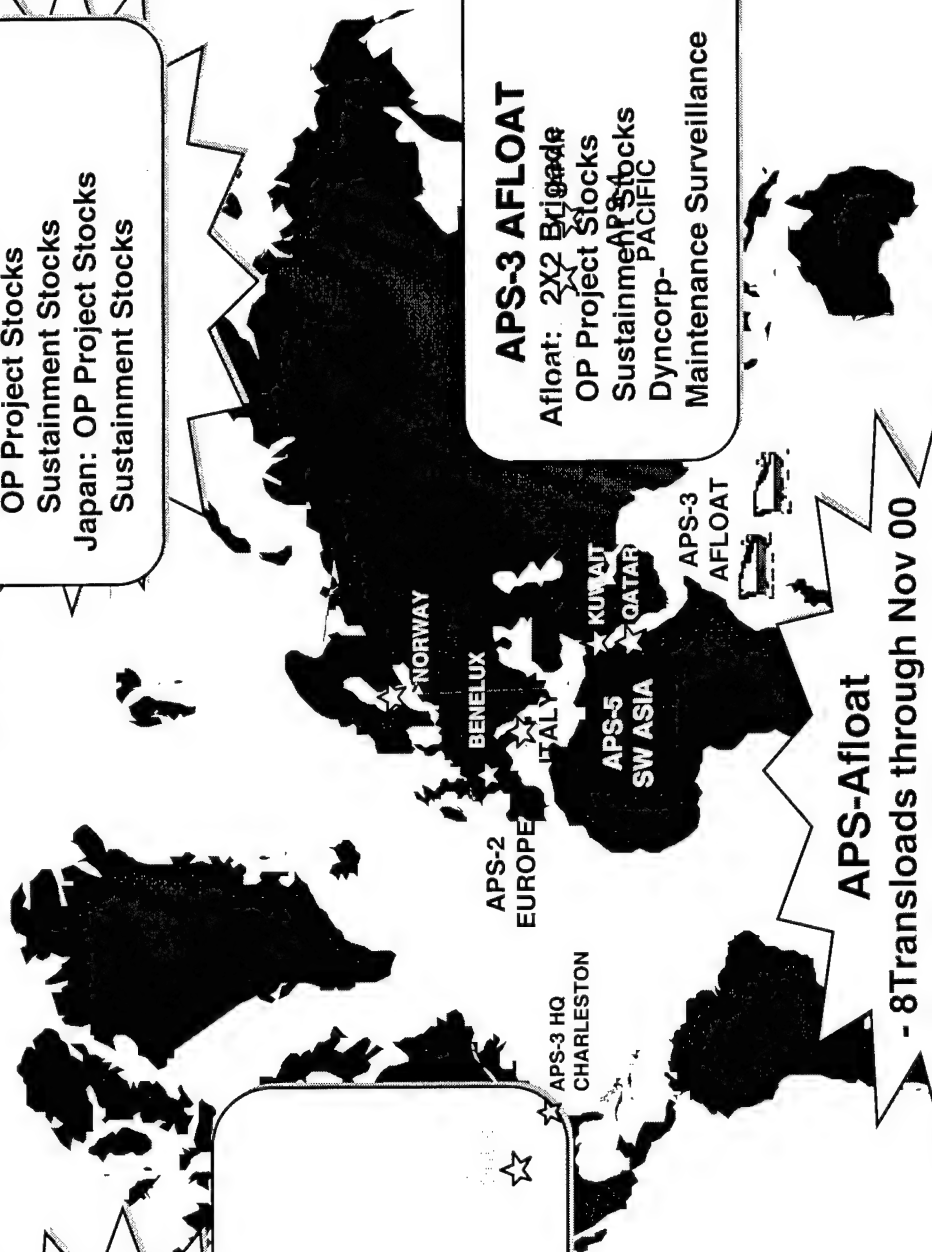 OP Project Stocks
Sustainment Stocks
Japan: OP Project Stocks
Sustainment Stocks
APS-3 AFLOAT
Afloat: 2X2 Brigade
OP Project Stocks
Sustainment Stocks
Dyncorp-
Maintenance Surveillance
APS-4
PACIFIC
NORWAY
BENELUX
ITALY
KUWAIT
QATAR
APS-5
SW ASIA
APS-3
AFLOAT
APS-2
EUROPE
APS-3 HQ
CHARLESTON
APS-Afloat
- 8Transloads through Nov 00